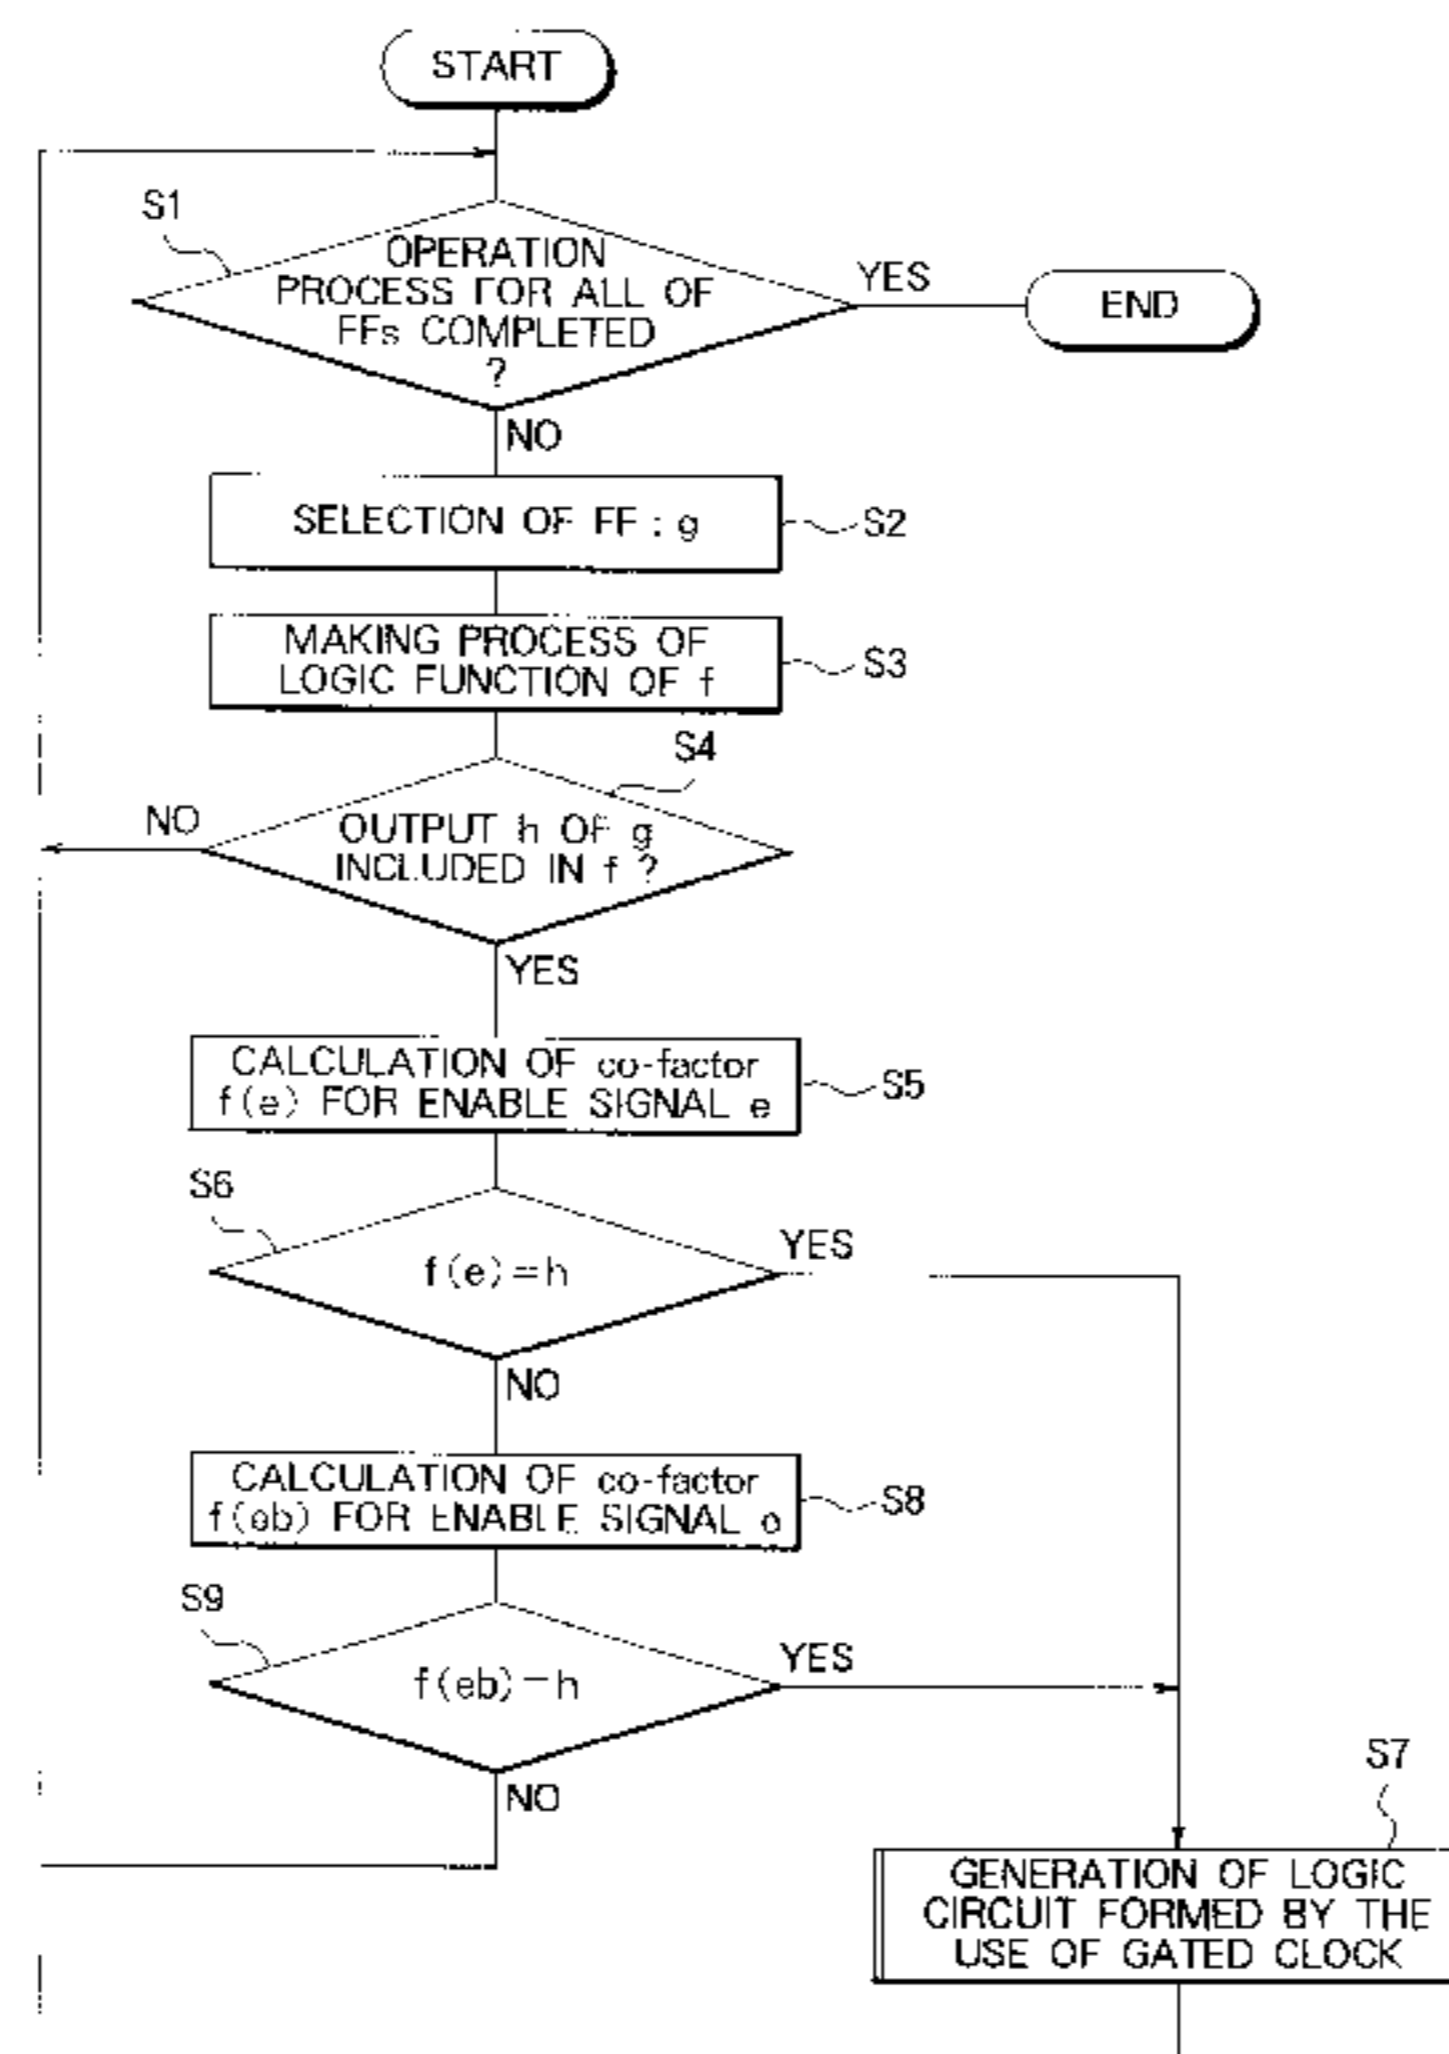 START
S1
OPERATION
PROCESS FOR ALL OF
FFs COMPLETED
?
YES
END
NO
SELECTION OF FF : g
S2
MAKING PROCESS OF
LOGIC FUNCTION OF f
S3
S4
NO
OUTPUT h OF g
INCLUDED IN f ?
YES
CALCULATION OF co-factor
f(e) FOR ENABLE SIGNAL e
S5
S6
f(e)=h
YES
NO
CALCULATION OF co-factor
f(eb) FOR ENABLE SIGNAL e
S8
S9
f(eb)=h
YES
NO
S7
GENERATION OF LOGIC
CIRCUIT FORMED BY THE
USE OF GATED CLOCK